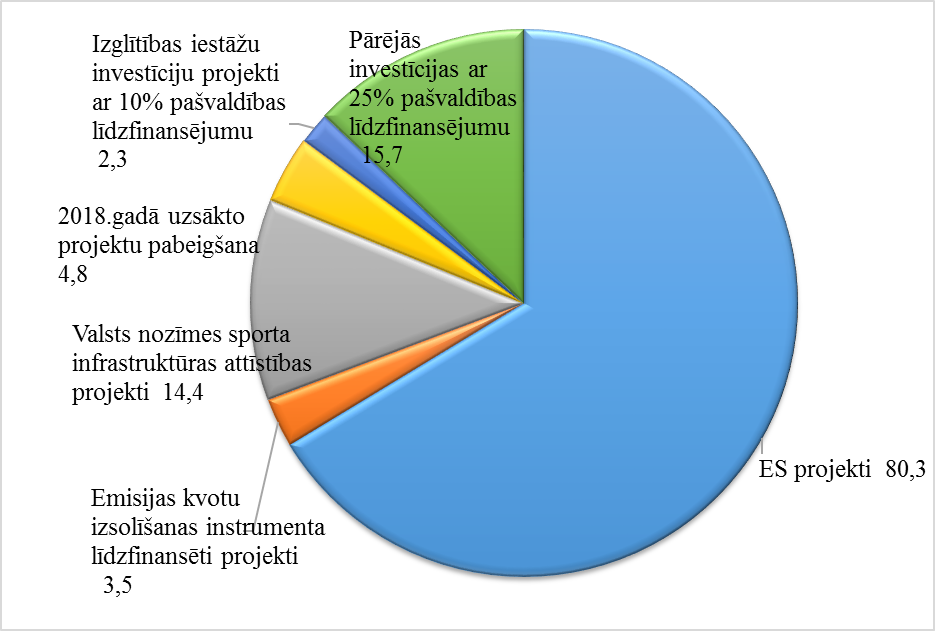 Izglītības iestāžu
investīciju projekti
ar 10% pašvaldības
līdzfinansējumu
2,3
Pārējās
investīcijas ar
25% pašvaldības
līdzfinansējumu
15,7
2018.gadā uzsākto
projektu pabeigšana
4,8
Valsts nozīmes sporta
infrastruktūras attīstības
projekti 14,4
ES projekti 80,3
Emisijas kvotu
izsolīšanas instrumenta
līdzfinansēti projekti
3,5